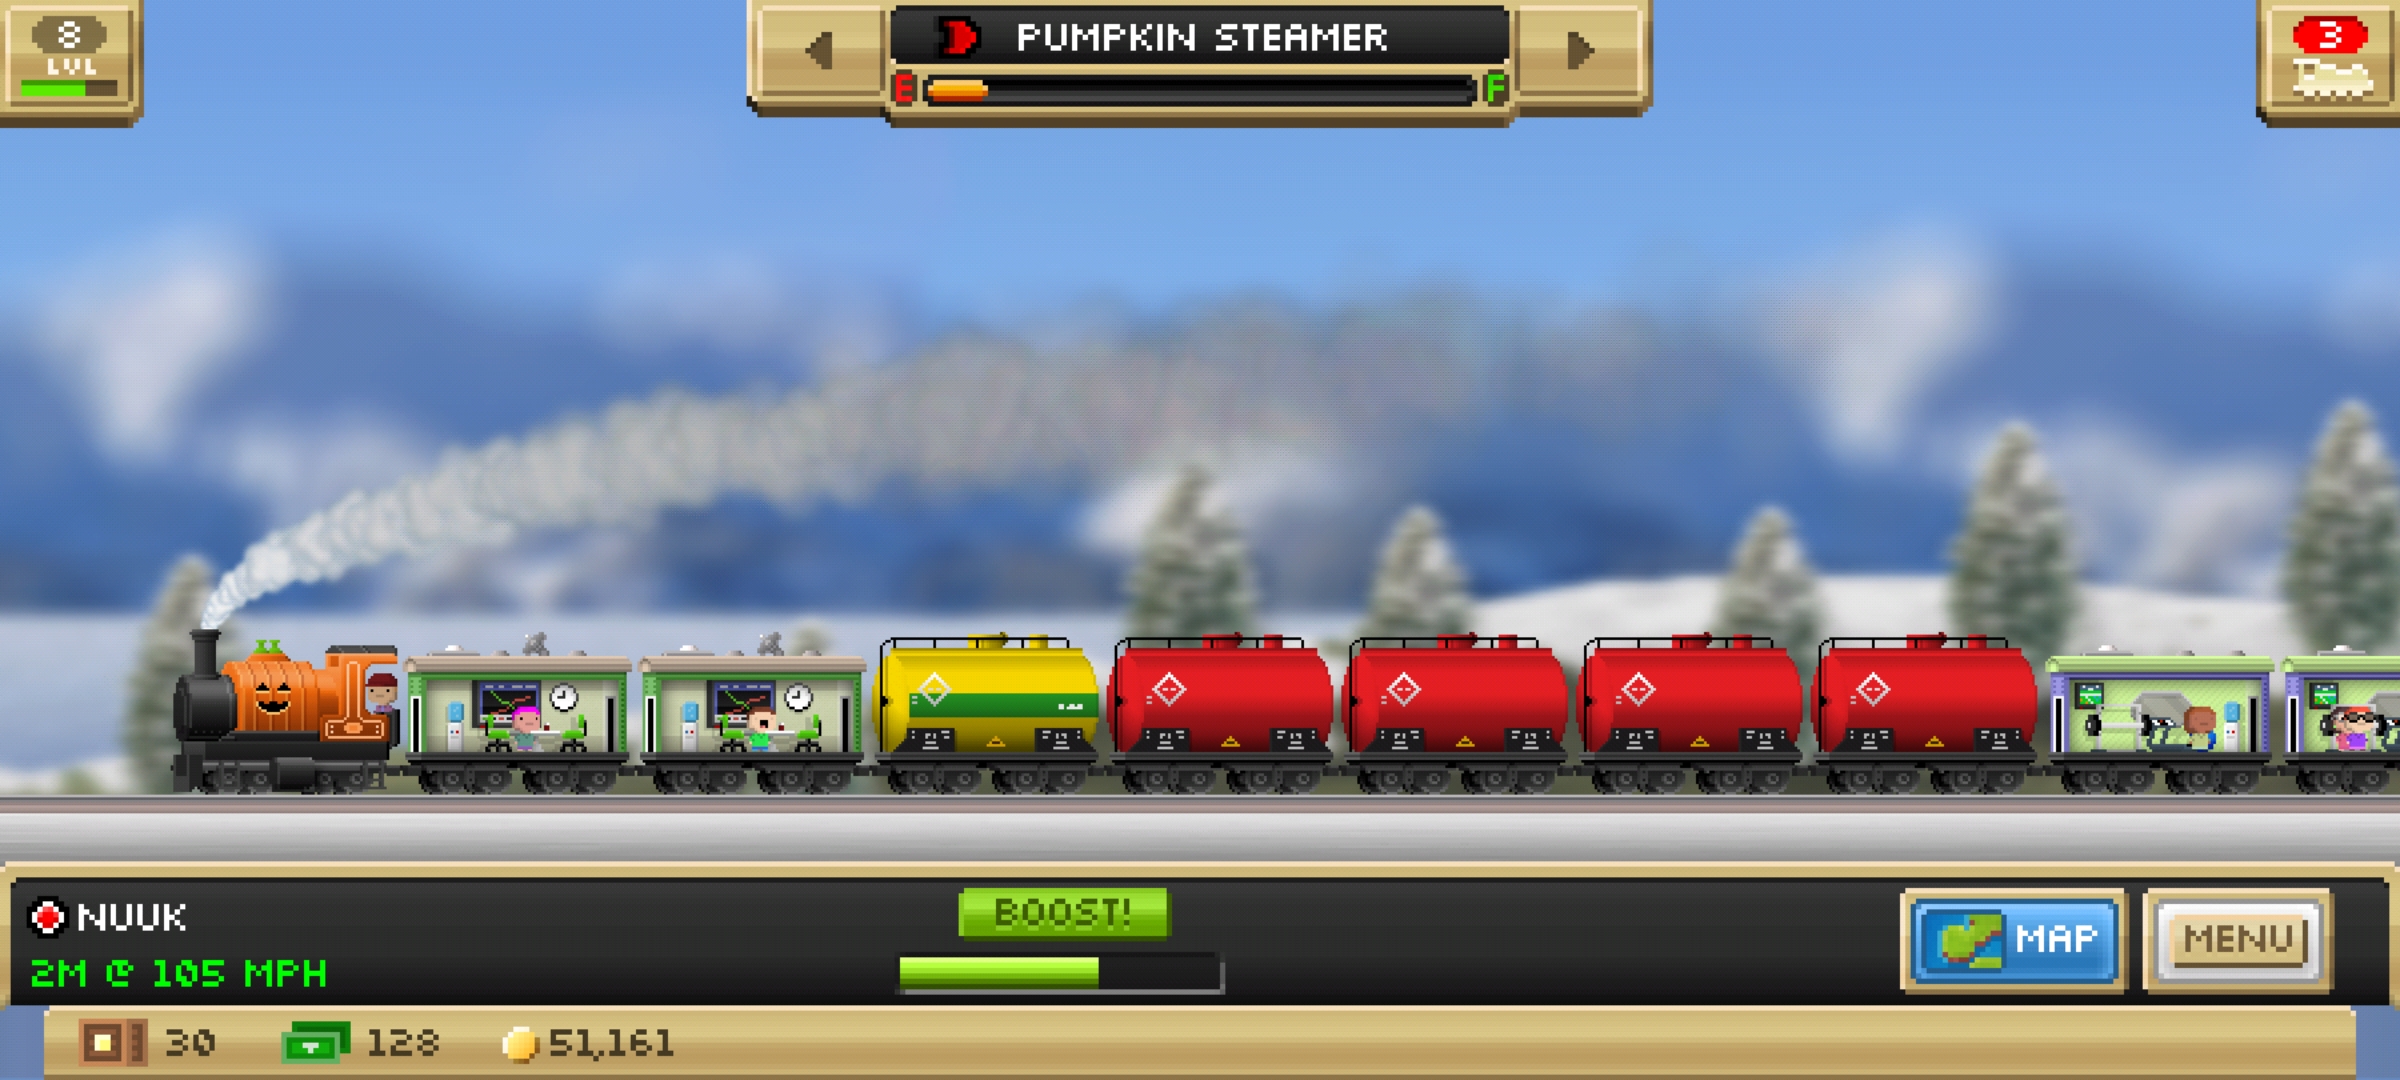 8
LVL
PUMPKIN STEAMER
E F
3
NUUK
2M @ 105 MPH
BOOST!
MAP
MENU
30
128
51,161